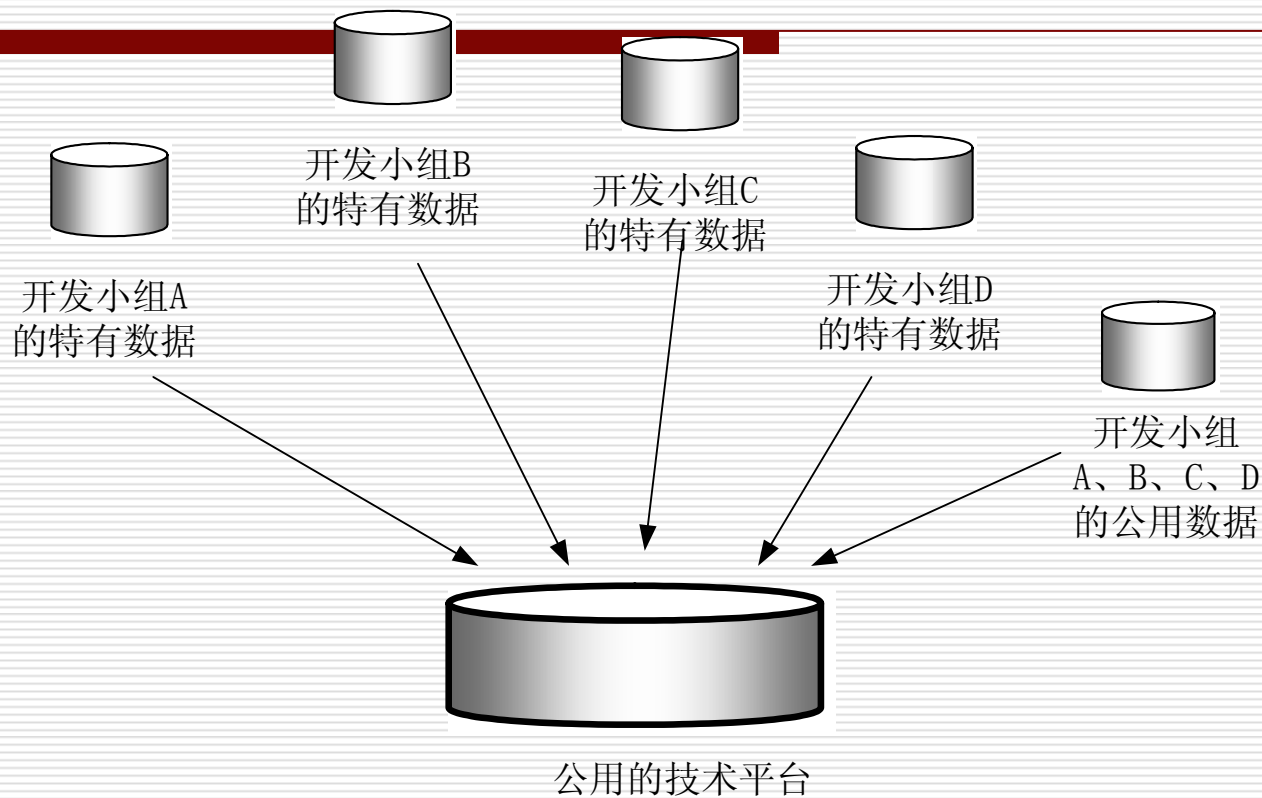 开发小组A
的特有数据
开发小组B
的特有数据
开发小组C
的特有数据
开发小组D
的特有数据
开发小组
A、B、C、D
的公用数据
公用的技术平台